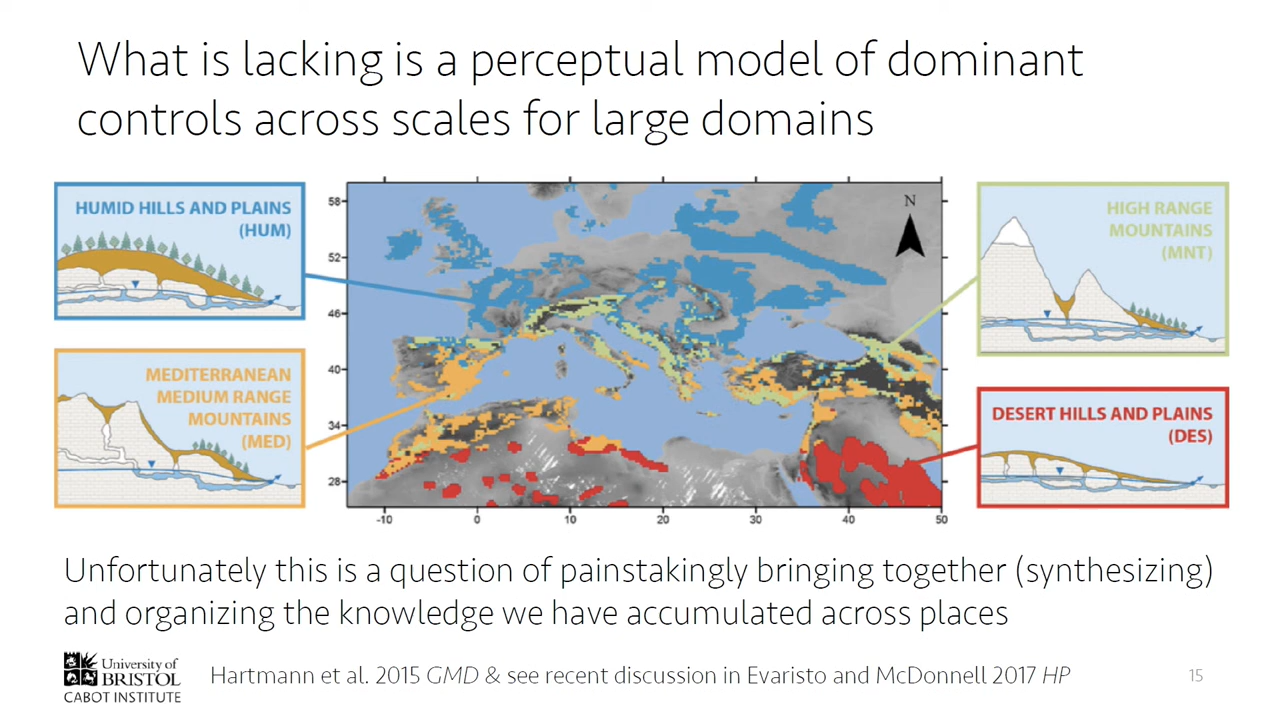 What is lacking is a perceptual model of dominant
controls across scales for large domains
HUMID HILLS AND PLAINS
(HUM)
MEDITERRANEAN
MEDIUM RANGE
MOUNTAINS
(MED)
58
52
46
40
34
28
-10
0
10
20
30
40
50
N
HIGH RANGE
MOUNTAINS
(MNT)
DESERT HILLS AND PLAINS
(DES)
Unfortunately this is a question of painstakingly bringing together (synthesizing)
and organizing the knowledge we have accumulated across places
University of
BRISTOL
CABOT INSTITUTE
Hartmann et al. 2015 GMD & see recent discussion in Evaristo and McDonnell 2017 HP
15